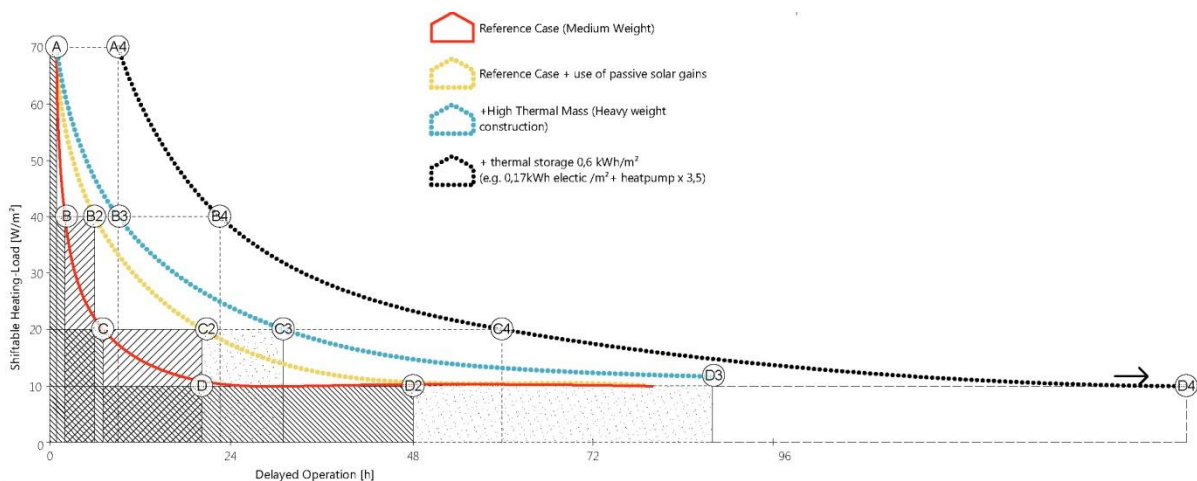 Reference Case (Medium Weight)
Reference Case + use of passive solar gains
+High Thermal Mass (Heavy weight
construction)
+ thermal storage 0,6 kWh/m²
(e.g. 0,17kWh electic /m² + heatpump x 3,5)
Shiftable Heating-Load [W/m²]
70
A
A4
60
50
40
B
B2
B3
B4
30
20
C
C2
C3
C4
10
D
D2
D3
D4
0
0
24
48
72
96
Delayed Operation [h]